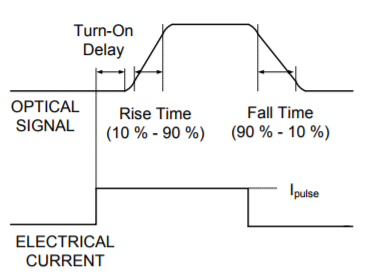 Turn-On
Delay
OPTICAL
SIGNAL
Rise Time
(10 % - 90 %)
Fall Time
(90 % - 10 %)
Ipulse
ELECTRICAL
CURRENT